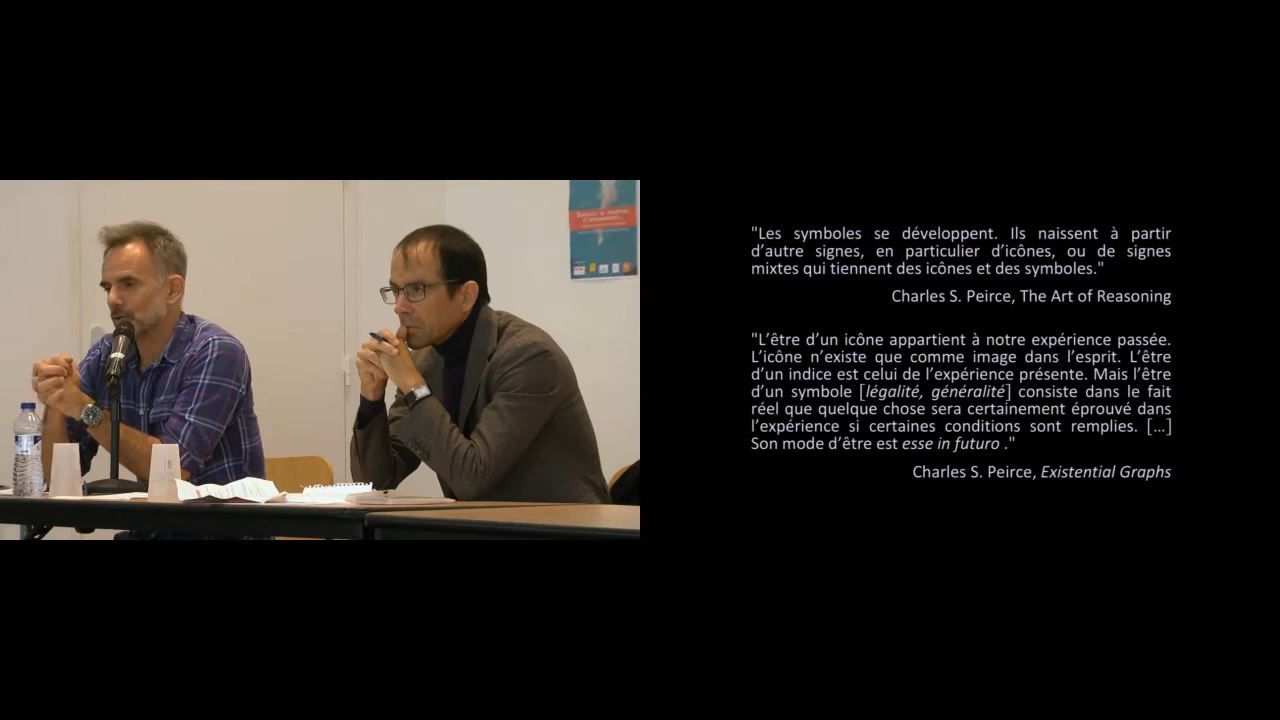 "Les symboles se développent. Ils naissent à partir
d'autre signes, en particulier d'icônes, ou de signes
mixtes qui tiennent des icônes et des symboles."
Charles S. Peirce, The Art of Reasoning
"L'être d'un icône appartient à notre expérience passée.
L'icône n'existe que comme image dans l'esprit. L'être
d'un indice est celui de l'expérience présente. Mais l'être
d'un symbole [légalité, généralité] consiste dans le fait
réel que quelque chose sera certainement éprouvé dans
l'expérience si certaines conditions sont remplies. [...]
Son mode d'être est esse in futuro ."
Charles S. Peirce, Existential Graphs